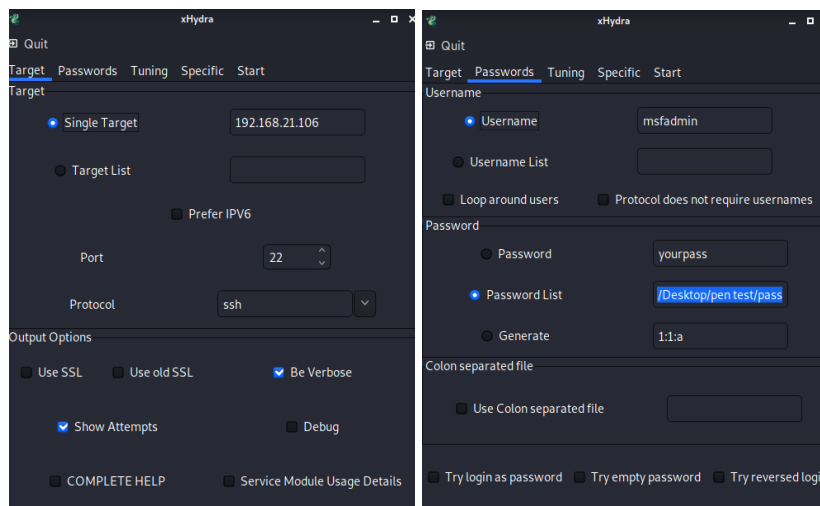 xHydra
Quit
Target Passwords Tuning Specific Start
Target
Single Target 192.168.21.106
Target List
Prefer IPV6
Port 22
Protocol ssh
Output Options
Use SSL Use old SSL Be Verbose
Show Attempts Debug
COMPLETE HELP Service Module Usage Details
xHydra
Quit
Target Passwords Tuning Specific Start
Username
Username msfadmin
Username List
Loop around users Protocol does not require usernames
Password
Password yourpass
Password List /Desktop/pen test/pass
Generate 1:1:a
Colon separated file
Use Colon separated file
Try login as password Try empty password Try reversed logi